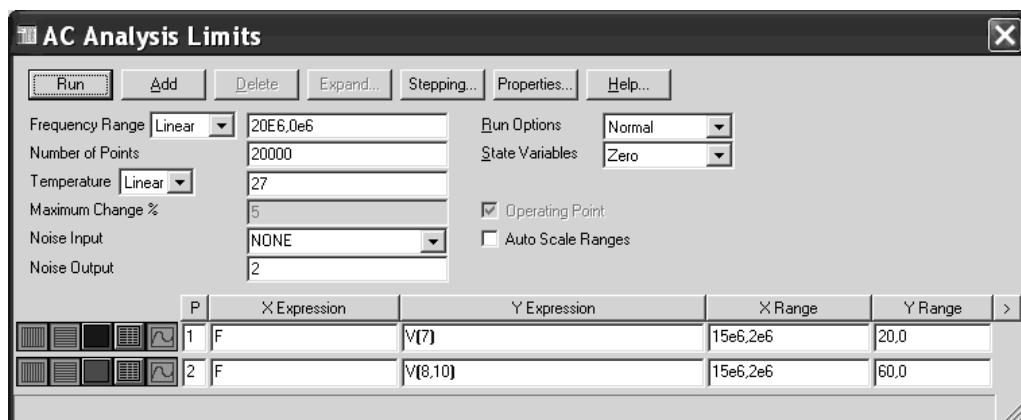 AC Analysis Limits
Run Add Delete Expand... Stepping... Properties... Help...
Frequency Range Linear 20E6,0e6 Run Options Normal
Number of Points 20000 State Variables Zero
Temperature Linear 27
Maximum Change % 5 Operating Point
Noise Input NONE Auto Scale Ranges
Noise Output 2
P X Expression Y Expression X Range Y Range >
1 F V(7) 15e6,2e6 20,0
2 F V(8,10) 15e6,2e6 60,0